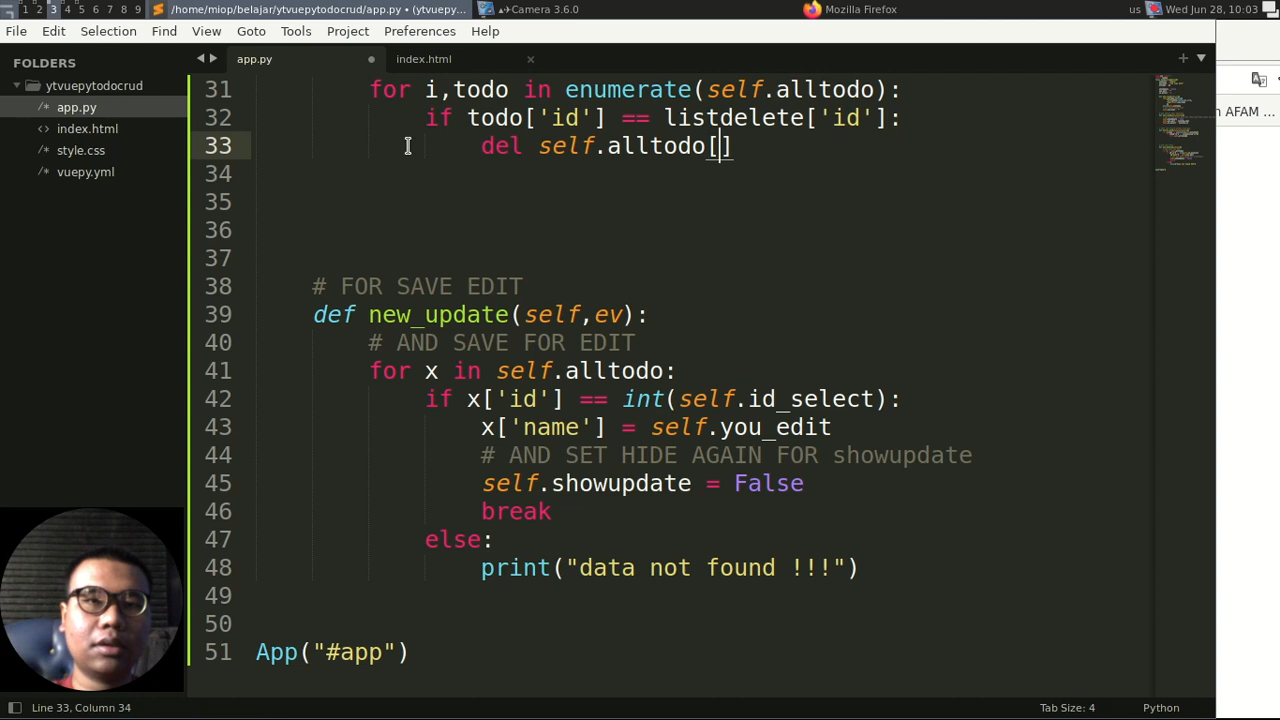 1 2 3 4 5 6 7 8 9 /home/miop/belajar/ytvuepytodocrud/app.py • (ytvuepy... Camera 3.6.0 Mozilla Firefox us Wed Jun 28, 10:03
File Edit Selection Find View Goto Tools Project Preferences Help
FOLDERS
ytvuepytodocrud
/* app.py
<> index.html
/* style.css
/* vuepy.yml
app.py index.html
n AFAM ...
31 for i,todo in enumerate(self.alltodo):
32 if todo['id'] == listdelete['id']:
33 del self.alltodo[]
34
35
36
37
38 # FOR SAVE EDIT
39 def new_update(self,ev):
40 # AND SAVE FOR EDIT
41 for x in self.alltodo:
42 if x['id'] == int(self.id_select):
43 x['name'] = self.you_edit
44 # AND SET HIDE AGAIN FOR showupdate
45 self.showupdate = False
46 break
47 else:
48 print("data not found !!!")
49
50
51 App("#app")
Line 33, Column 34 Tab Size: 4 Python